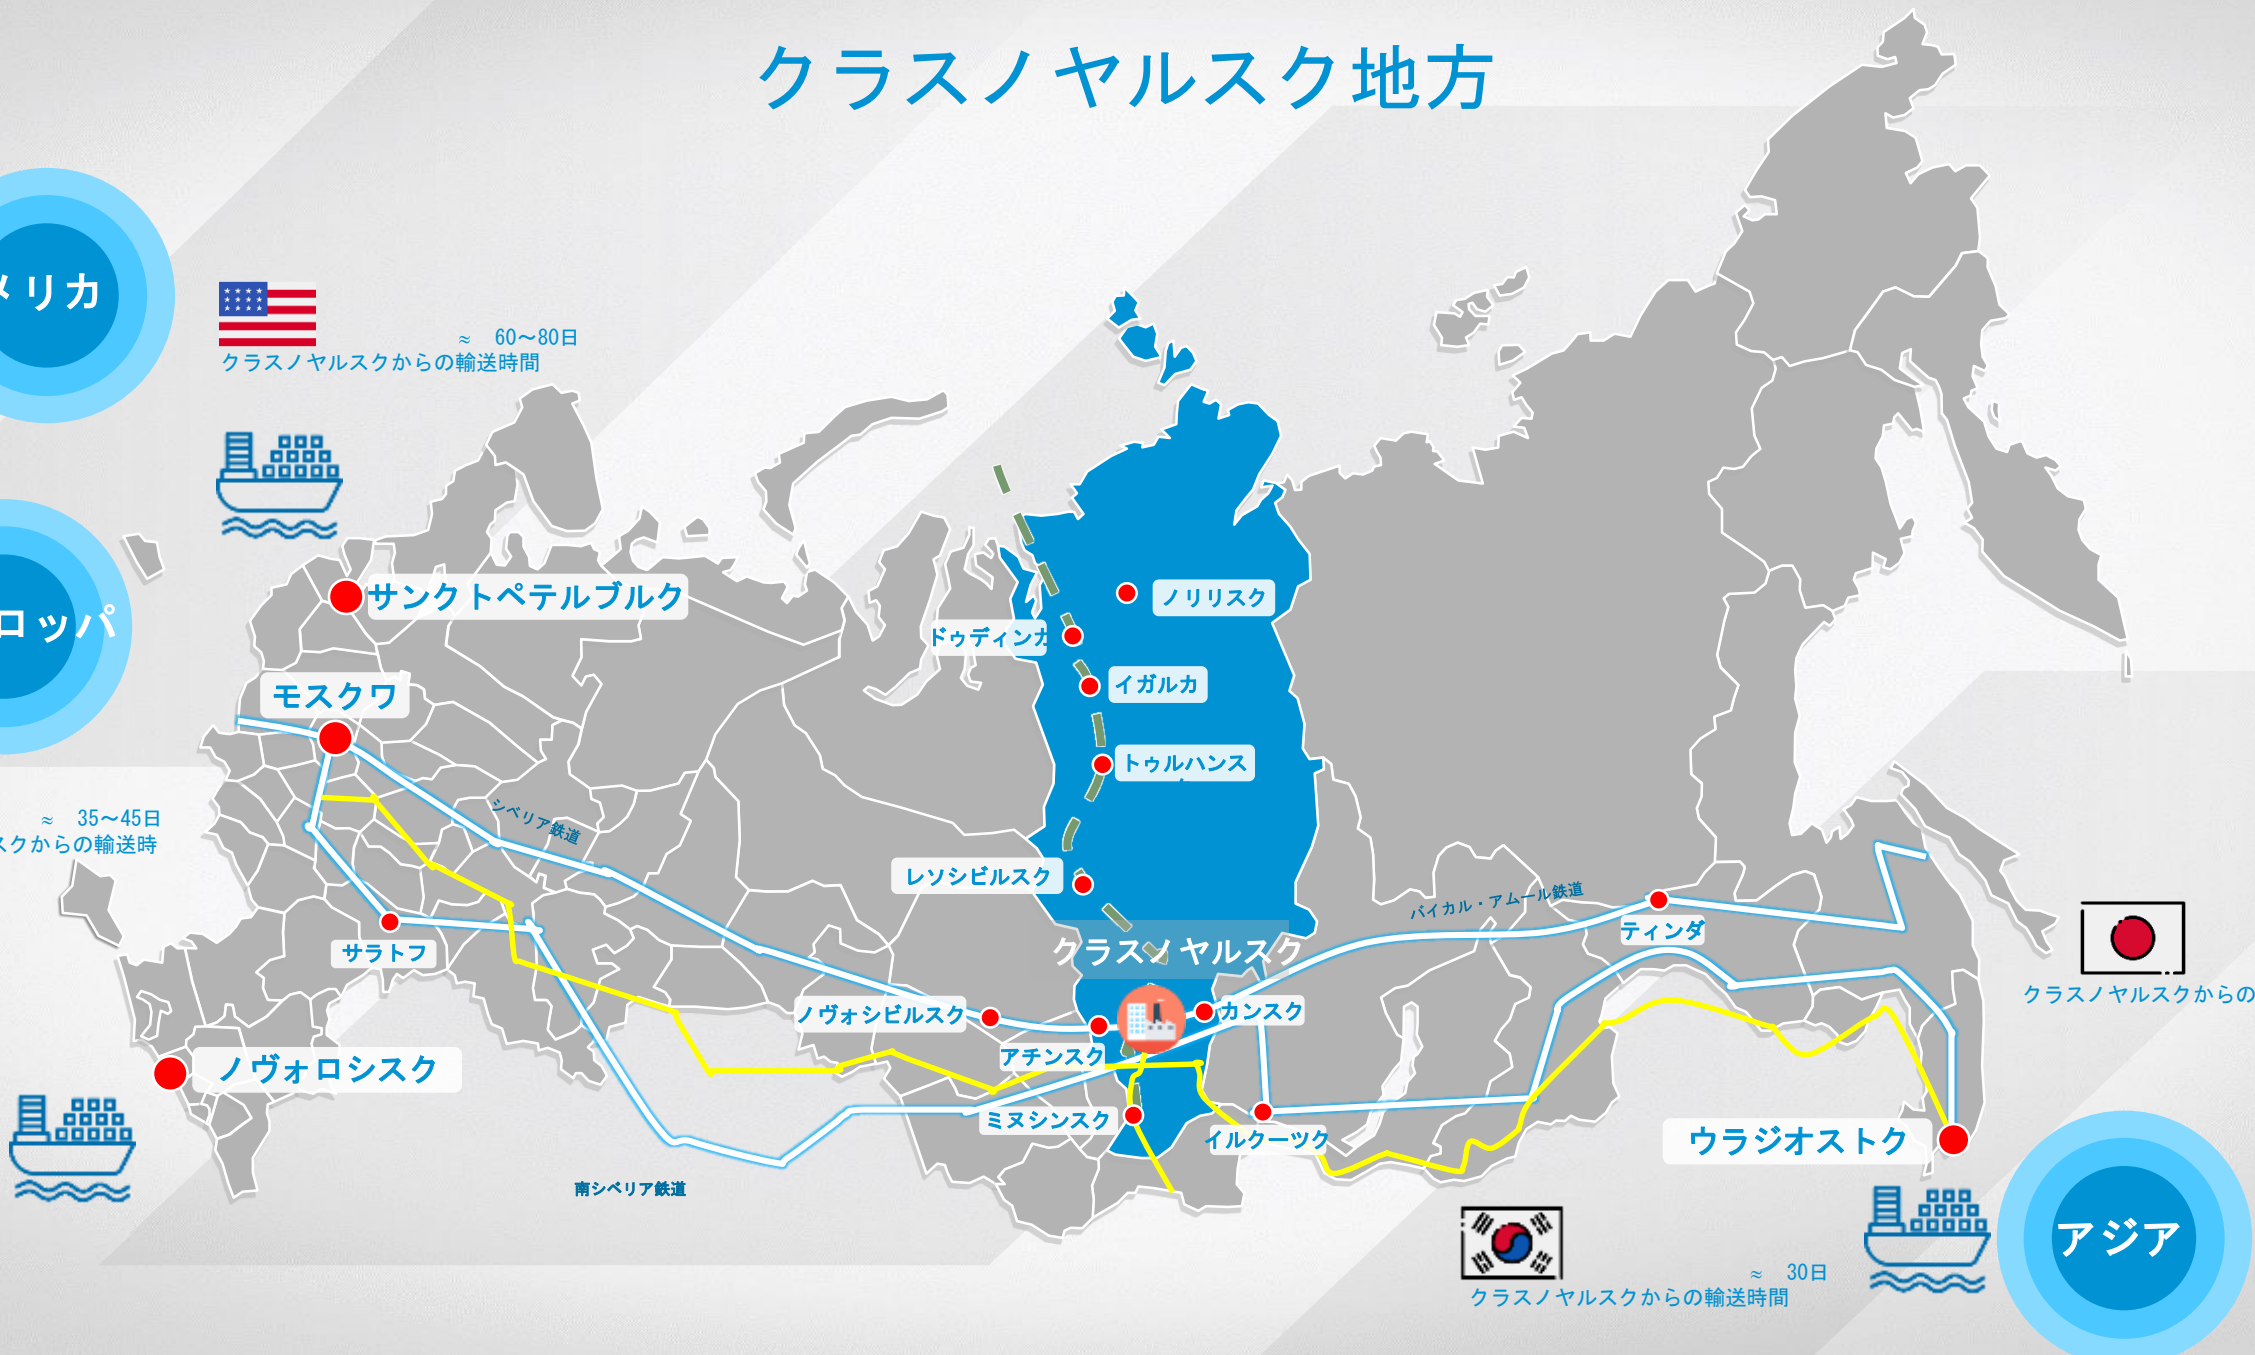 クラスノヤルスク地方
メリカ
≈ 60～80日
クラスノヤルスクからの輸送時間
ロッパ
≈ 35～45日
スクからの輸送時
サンクトペテルブルク
モスクワ
シベリア鉄道
サラトフ
ノヴォロシスク
南シベリア鉄道
ノリリスク
ドゥディンカ
イガルカ
トゥルハンス
レソシビルスク
クラスノヤルスク
ノヴォシビルスク
アチンスク
カンスク
ミヌシンスク
イルクーツク
バイカル・アムール鉄道
ティンダ
ウラジオストク
クラスノヤルスクからの
≈ 30日
クラスノヤルスクからの輸送時間
アジア